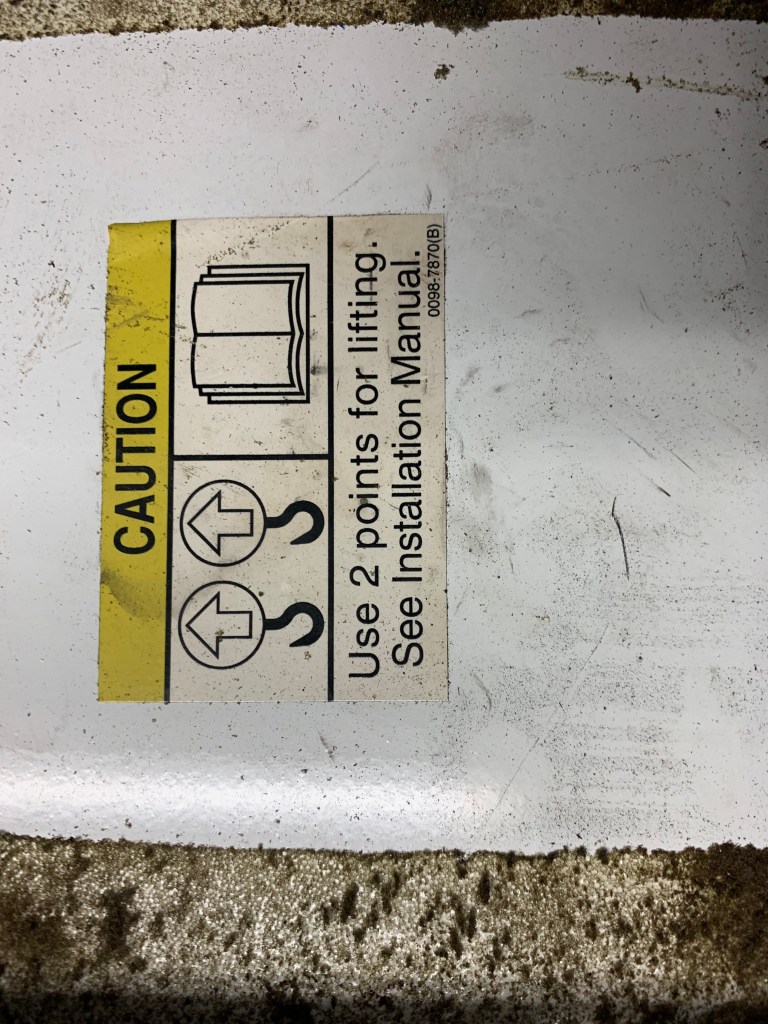 CAUTION
Use 2 points for lifting.
See Installation Manual.
0098-7870(B)